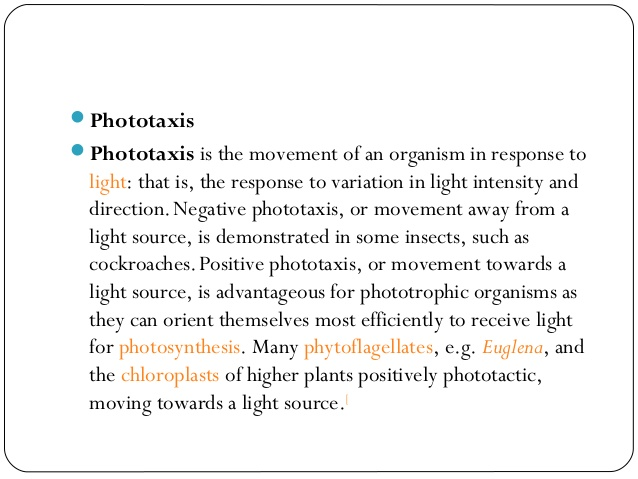 Phototaxis
Phototaxis is the movement of an organism in response to
light: that is, the response to variation in light intensity and
direction. Negative phototaxis, or movement away from a
light source, is demonstrated in some insects, such as
cockroaches. Positive phototaxis, or movement towards a
light source, is advantageous for phototrophic organisms as
they can orient themselves most efficiently to receive light
for photosynthesis. Many phytoflagellates, e.g. Euglena, and
the chloroplasts of higher plants positively phototactic,
moving towards a light source.[